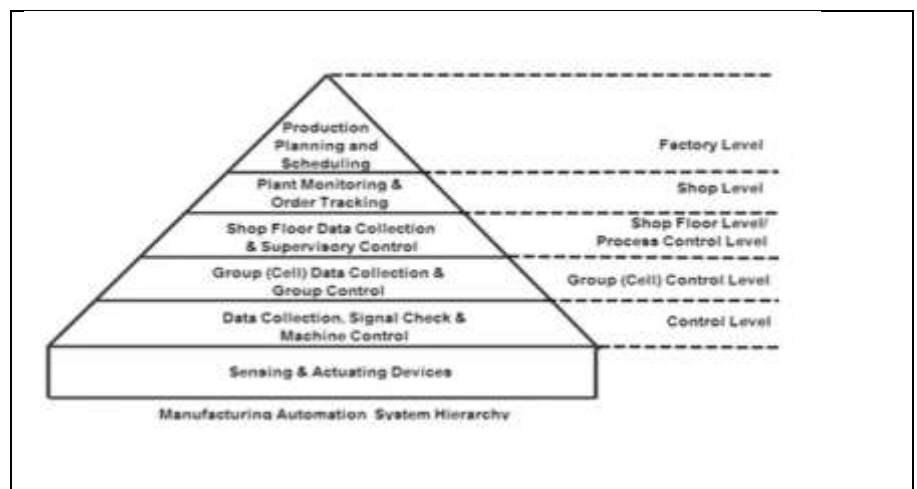 Production
Planning and
Scheduling
Factory Level
Plant Monitoring &
Order Tracking
Shop Level
Shop Floor Data Collection
& Supervisory Control
Shop Floor Level/
Process Control Level
Group (Cell) Data Collection &
Group Control
Group (Cell) Control Level
Data Collection, Signal Check &
Machine Control
Control Level
Sensing & Actuating Devices
Manufacturing Automation System Hierarchy